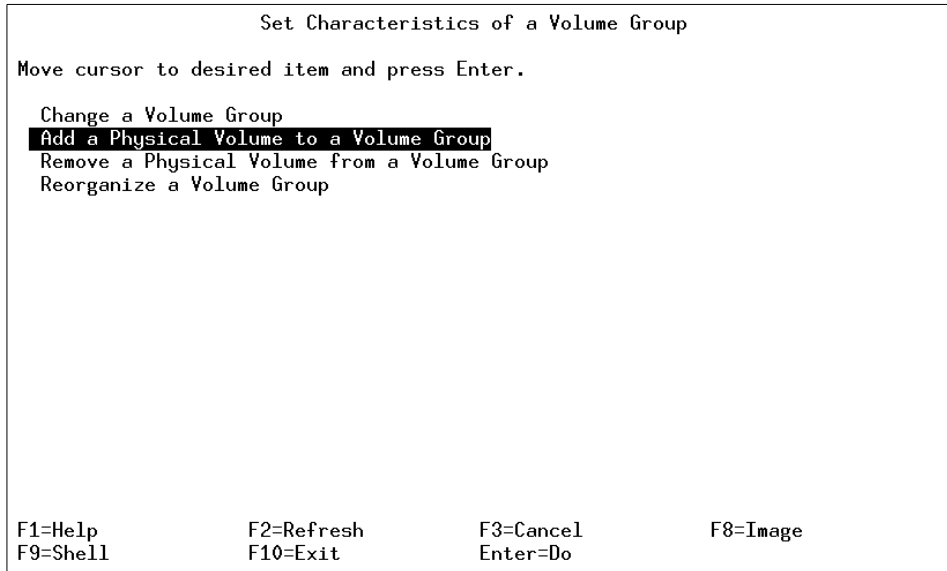 Set Characteristics of a Volume Group
Move cursor to desired item and press Enter.
Change a Volume Group
Add a Physical Volume to a Volume Group
Remove a Physical Volume from a Volume Group
Reorganize a Volume Group
F1=Help F2=Refresh F3=Cancel F8=Image
F9=Shell F10=Exit Enter=Do